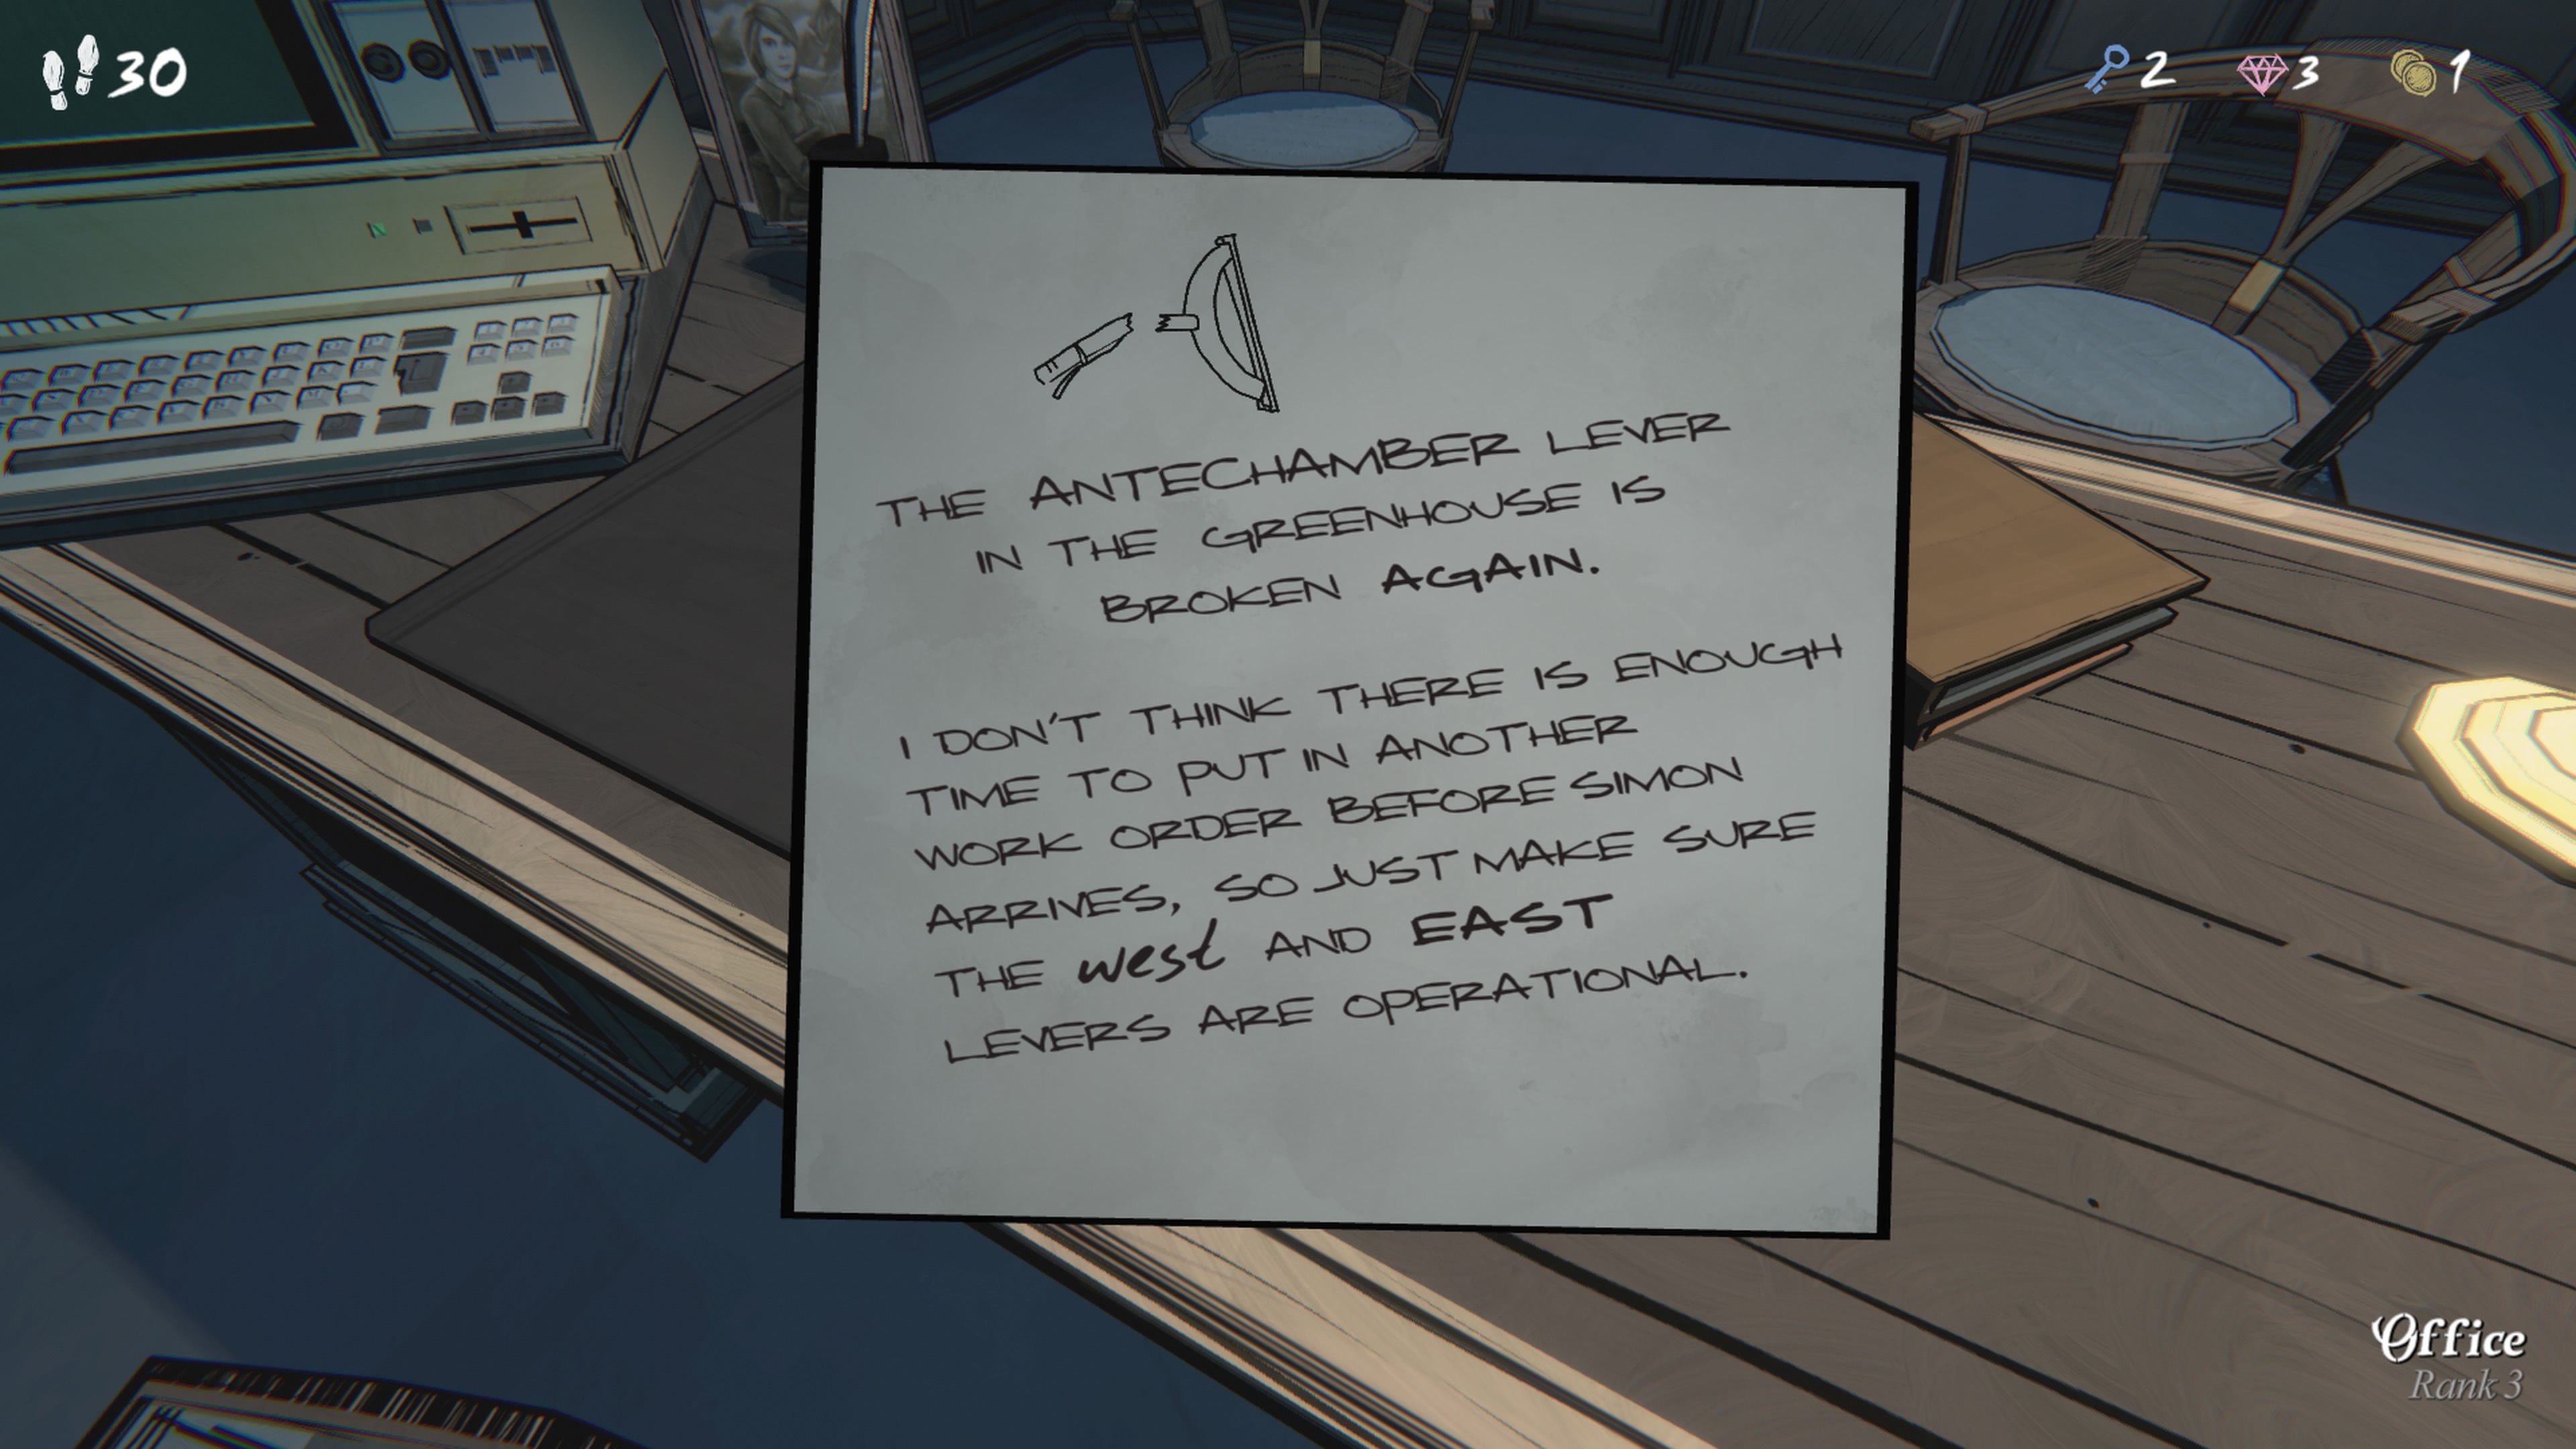 30
2
3
1
THE ANTECHAMBER LEVER
IN THE GREENHOUSE IS
BROKEN AGAIN.
I DON'T THINK THERE IS ENOUGH
TIME TO PUT IN ANOTHER
WORK ORDER BEFORE SIMON
ARRIVES, SO JUST MAKE SURE
THE west AND EAST
LEVERS ARE OPERATIONAL.
Office
Rank 3